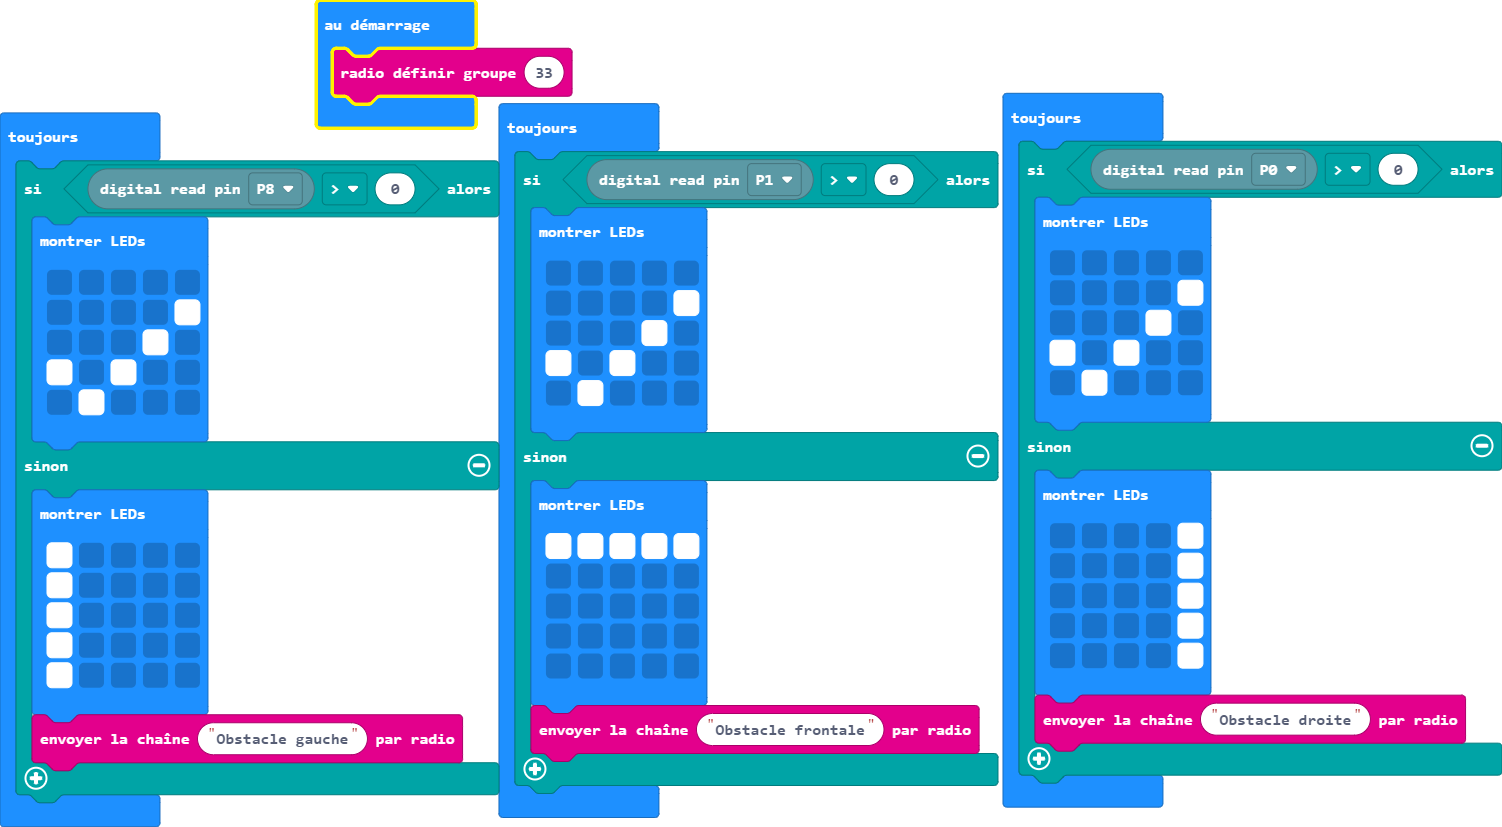 au démarrage
radio définir groupe 33
toujours
si digital read pin P8 > 0 alors
montrer LEDs
sinon
montrer LEDs
envoyer la chaîne "Obstacle gauche" par radio
toujours
si digital read pin P1 > 0 alors
montrer LEDs
sinon
montrer LEDs
envoyer la chaîne "Obstacle frontale" par radio
toujours
si digital read pin P0 > 0 alors
montrer LEDs
sinon
montrer LEDs
envoyer la chaîne "Obstacle droite" par radio